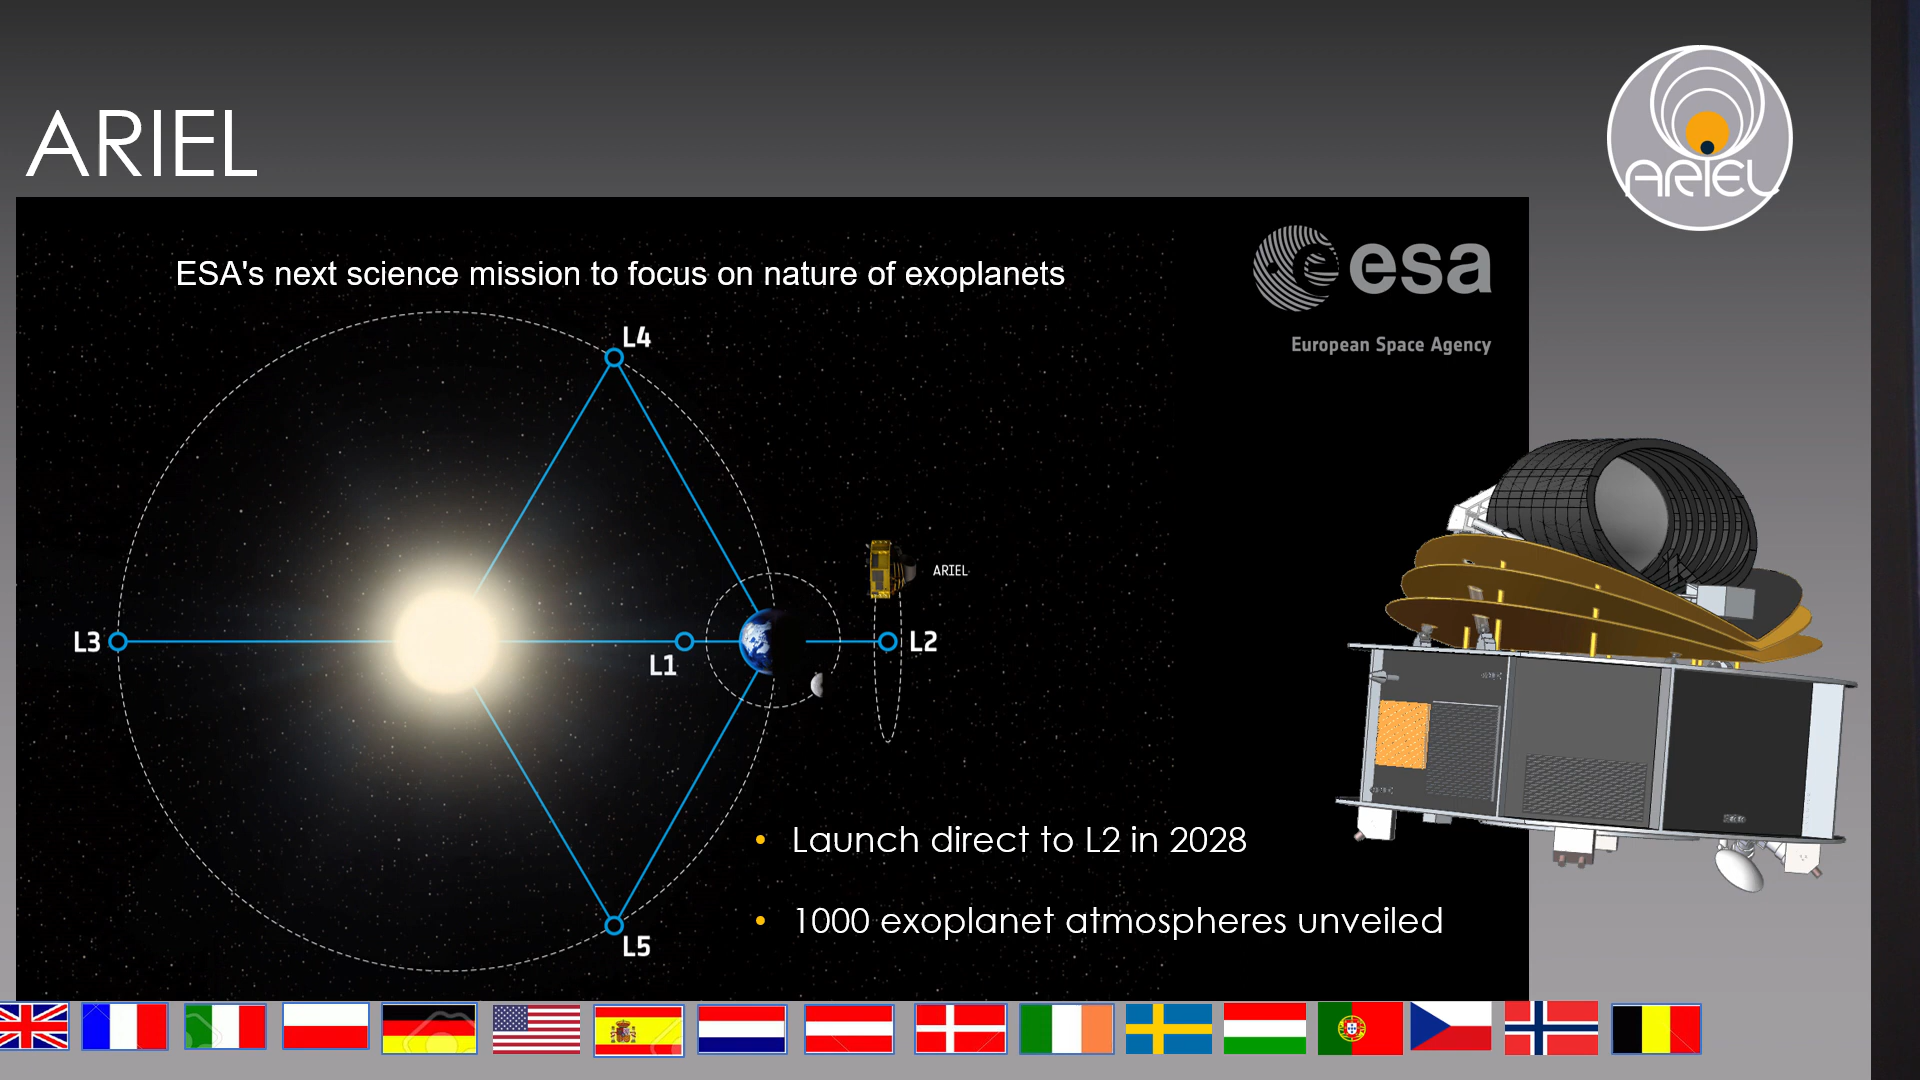 ARIEL
ARIEL
ESA's next science mission to focus on nature of exoplanets
esa
European Space Agency
L4
ARIEL
L3
L1
L2
L5
• Launch direct to L2 in 2028
• 1000 exoplanet atmospheres unveiled